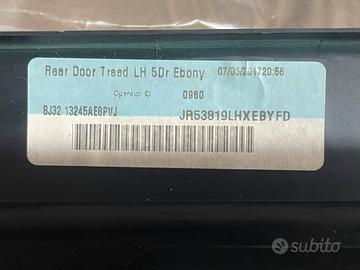 Rear Door Tread LH 5Dr Ebony 07/03/2017 20:56
Operator ID: 0960
BJ32 13245AE8PVJ JR53819LHXEBYFD
subito